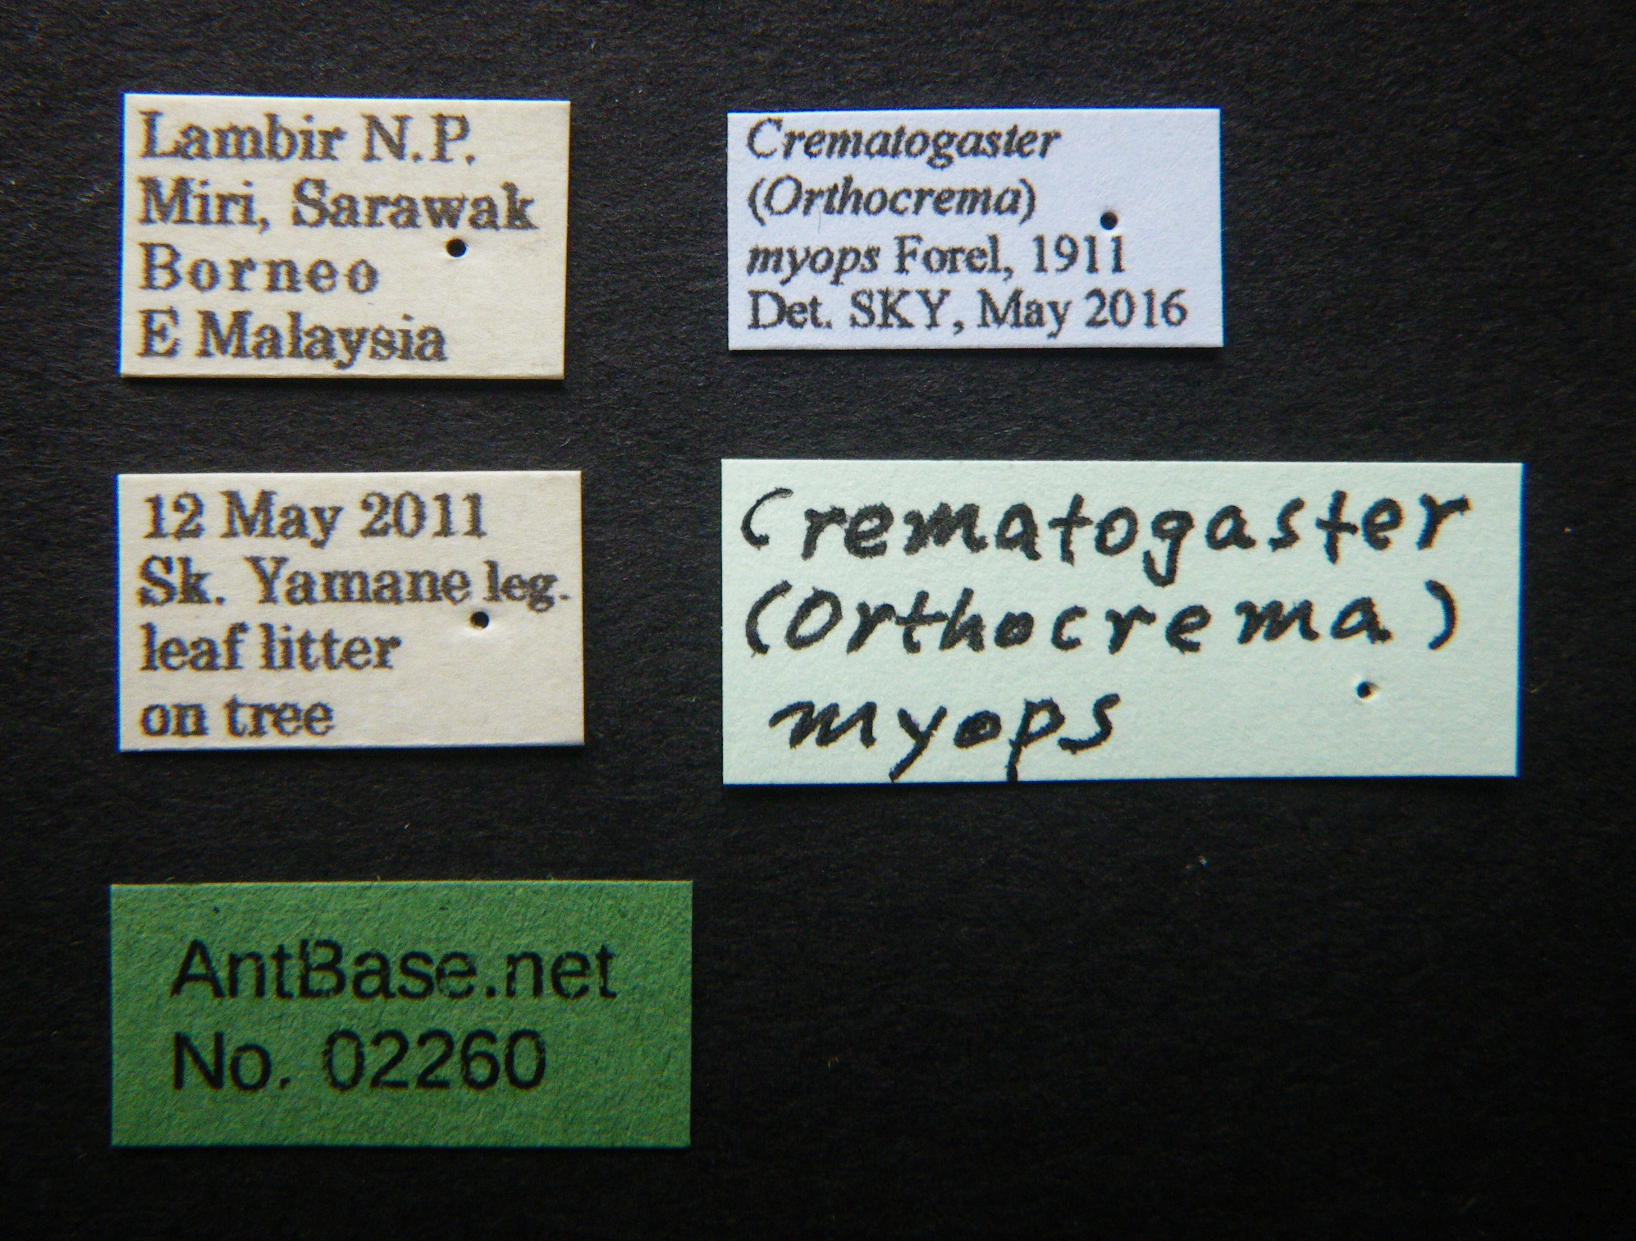 Lambir N.P.
Miri, Sarawak
Borneo
E Malaysia
Crematogaster
(Orthocrema)
myops Forel, 1911
Det. SKY, May 2016
12 May 2011
Sk. Yamane leg.
leaf litter
on tree
Crematogaster
(Orthocrema)
myops
AntBase.net
No. 02260